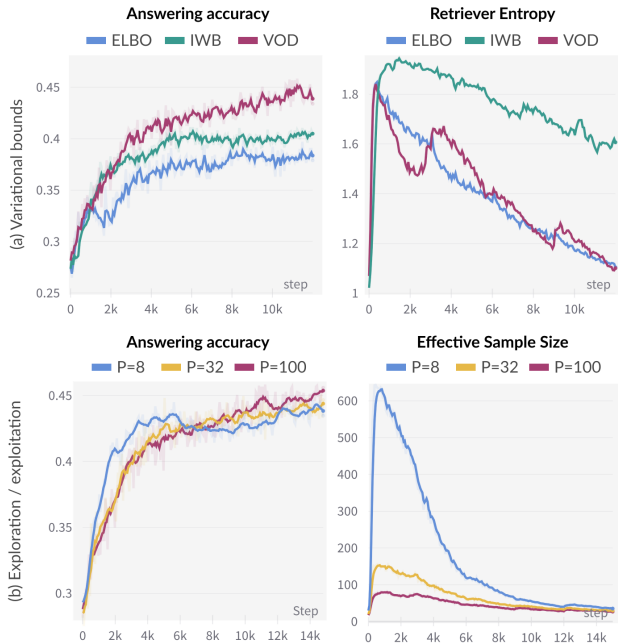 Answering accuracy
ELBO IWB VOD
(a) Variational bounds
0.45
0.4
0.35
0.3
0.25
0 2k 4k 6k 8k 10k
step
Retriever Entropy
ELBO IWB VOD
1.8
1.6
1.4
1.2
1
0 2k 4k 6k 8k 10k
step
Answering accuracy
P=8 P=32 P=100
(b) Exploration / exploitation
0.45
0.4
0.35
0.3
0 2k 4k 6k 8k 10k 12k 14k
Step
Effective Sample Size
P=8 P=32 P=100
600
500
400
300
200
100
0
0 2k 4k 6k 8k 10k 12k 14k
step